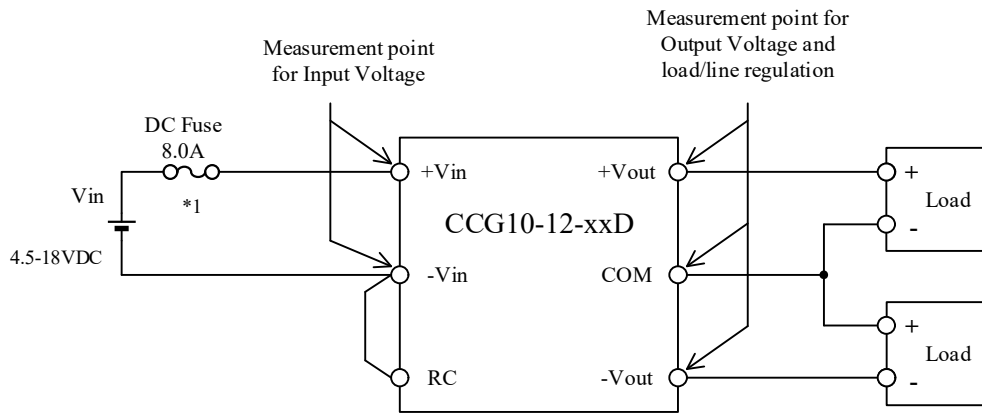 Measurement point for
Output Voltage and
load/line regulation
Measurement point
for Input Voltage
DC Fuse
8.0A
*1
Vin
4.5-18VDC
+Vin
-Vin
RC
CCG10-12-xxD
+Vout
COM
-Vout
+
Load
-
+
Load
-